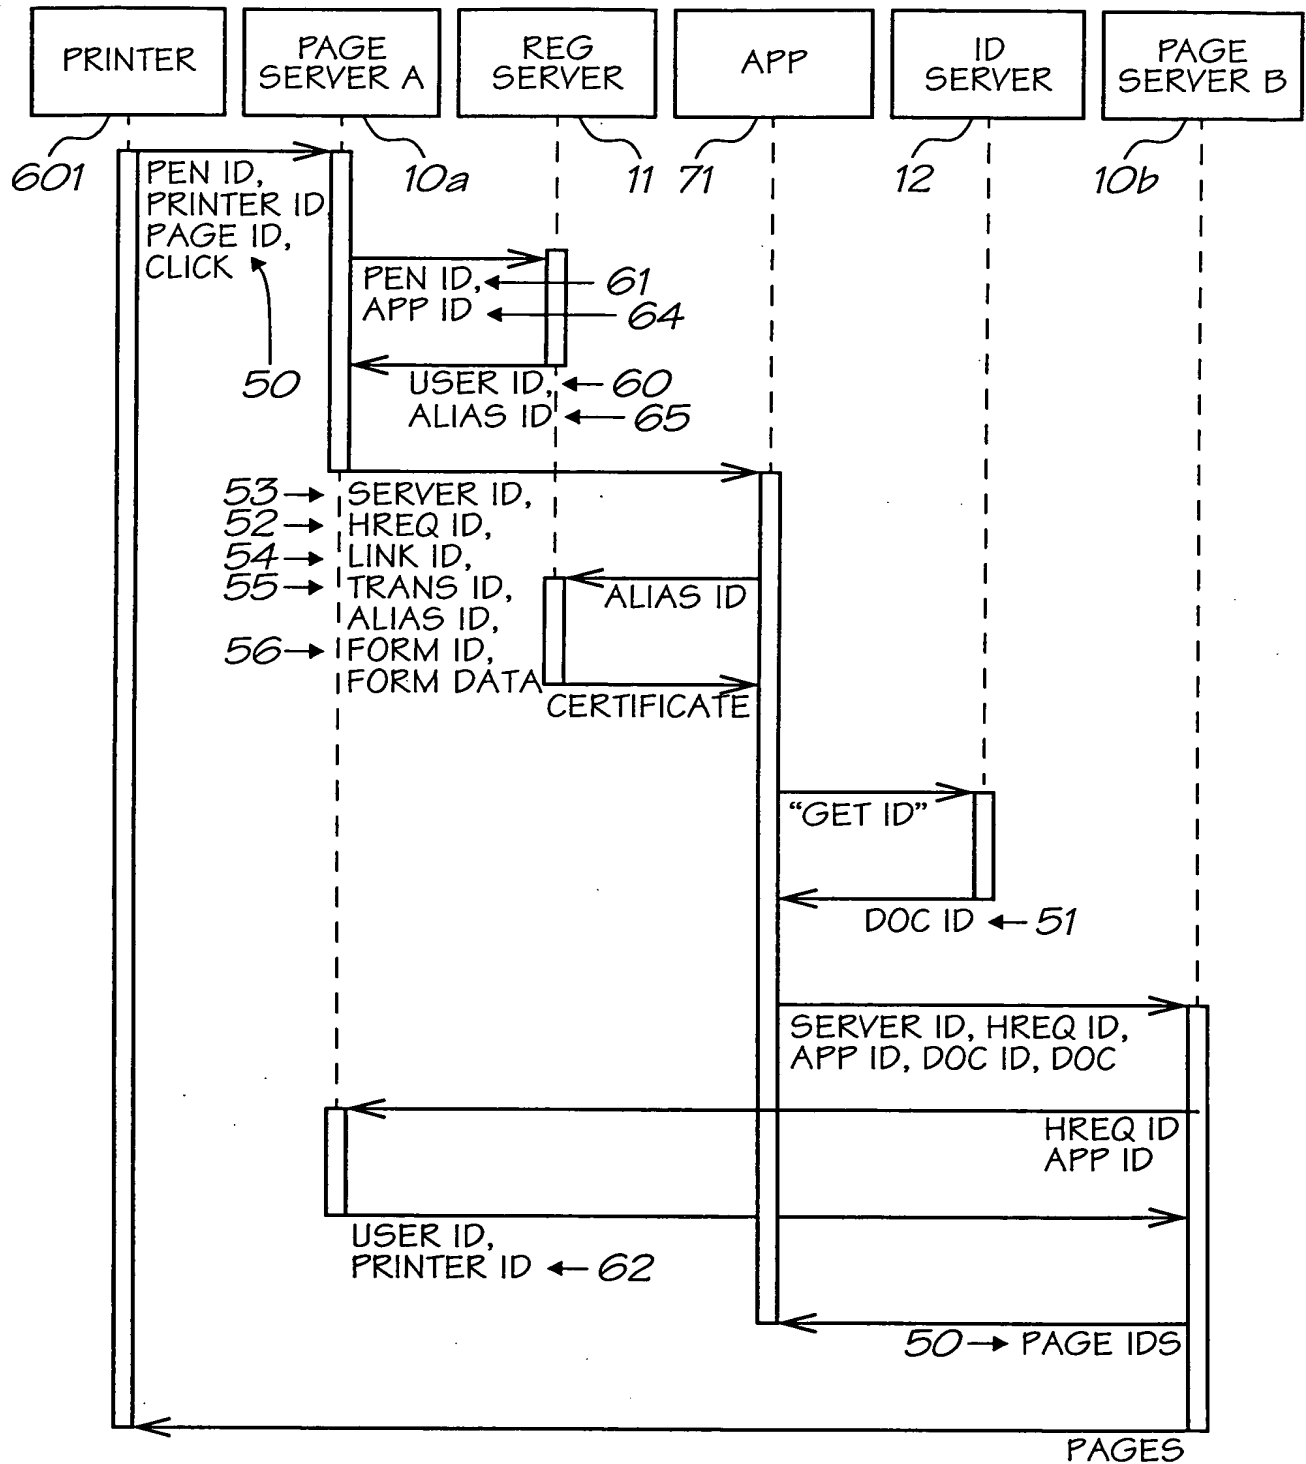 PRINTER
PAGE
SERVER A
REG
SERVER
APP
ID
SERVER
PAGE
SERVER B
601
10a
11
71
12
10b
PEN ID,
PRINTER ID
PAGE ID,
CLICK
50
PEN ID,
61
APP ID
64
USER ID,
60
ALIAS ID
65
53
SERVER ID,
52
HREQ ID,
54
LINK ID,
55
TRANS ID,
ALIAS ID,
56
FORM ID,
FORM DATA
ALIAS ID
CERTIFICATE
“GET ID”
DOC ID
51
SERVER ID, HREQ ID,
APP ID, DOC ID, DOC
HREQ ID
APP ID
USER ID,
PRINTER ID
62
50
PAGE IDS
PAGES